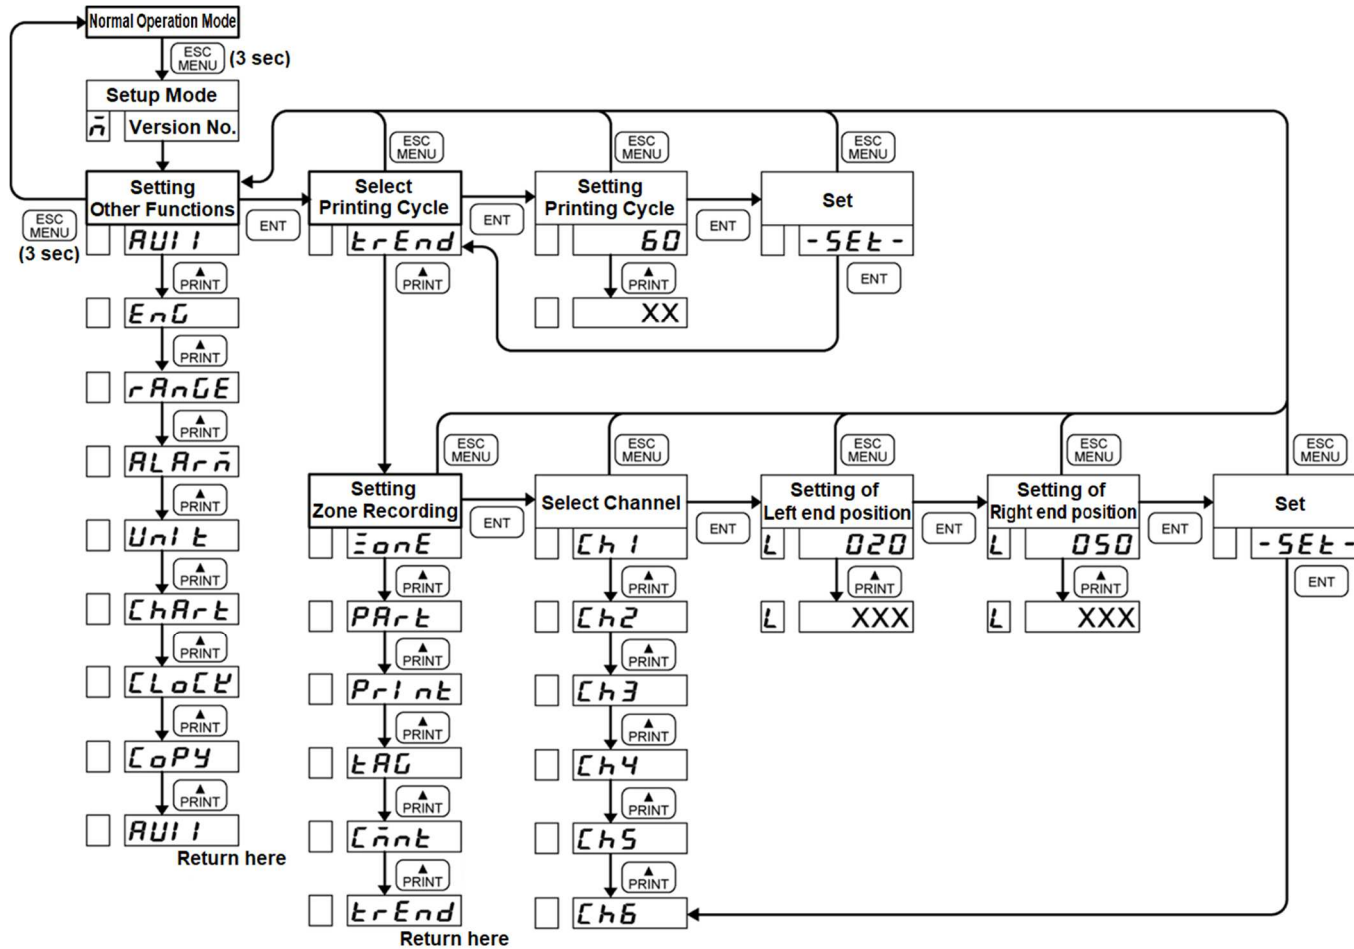 Normal Operation Mode
ESC
MENU
(3 sec)
Setup Mode
Version No.
Setting
Other Functions
ESC
MENU
(3 sec)
ENT
AUI1
▲
PRINT
EnG
▲
PRINT
rAnGE
▲
PRINT
ALArm̄
▲
PRINT
UnIt
▲
PRINT
ChArt
▲
PRINT
CLoCK
▲
PRINT
CoPY
▲
PRINT
AUI1
Return here
ESC
MENU
Select
Printing Cycle
ENT
trEnd
▲
PRINT
ESC
MENU
Setting
Printing Cycle
ENT
60
▲
PRINT
XX
ESC
MENU
Set
-SEt-
ENT
ESC
MENU
Setting
Zone Recording
ENT
ZonE
▲
PRINT
PArt
▲
PRINT
PrInt
▲
PRINT
tAG
▲
PRINT
Cm̄nt
▲
PRINT
trEnd
Return here
ESC
MENU
Select Channel
ENT
Ch1
▲
PRINT
Ch2
▲
PRINT
Ch3
▲
PRINT
Ch4
▲
PRINT
Ch5
▲
PRINT
Ch6
ESC
MENU
Setting of
Left end position
ENT
L 020
▲
PRINT
L XXX
ESC
MENU
Setting of
Right end position
ENT
L 050
▲
PRINT
L XXX
ESC
MENU
Set
-SEt-
ENT